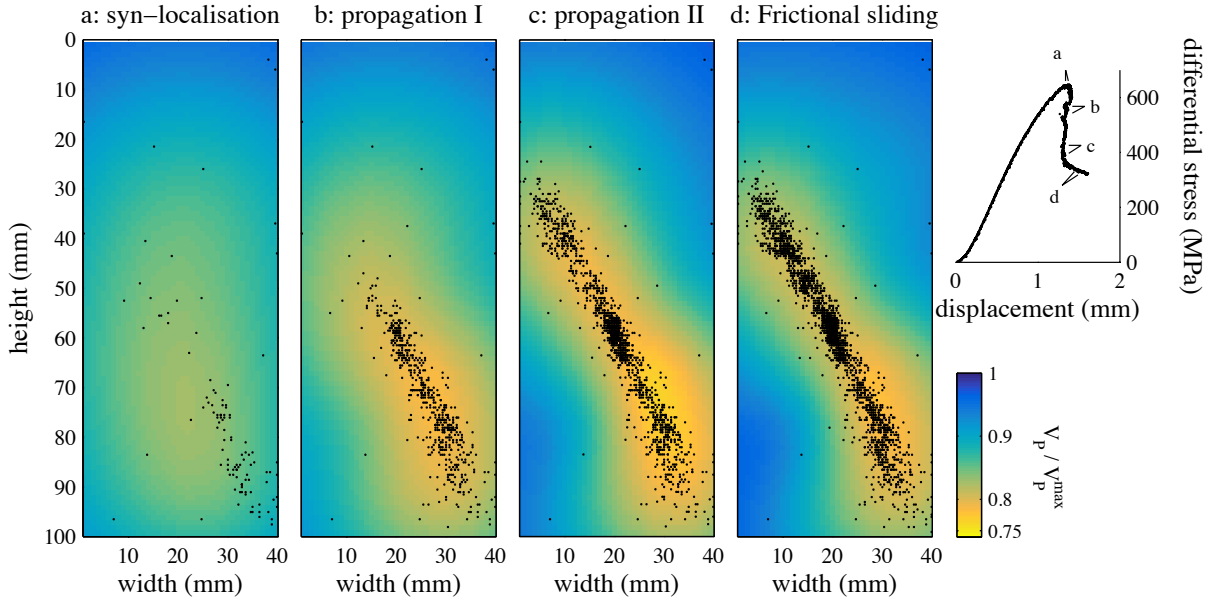 a: syn−localisation
b: propagation I
c: propagation II
d: Frictional sliding
0
10
20
30
40
50
60
70
80
90
100
height (mm)
10 20 30 40
width (mm)
10 20 30 40
width (mm)
10 20 30 40
width (mm)
10 20 30 40
width (mm)
a
b
c
d
600
400
200
0
differential stress (MPa)
0 1 2
displacement (mm)
1
0.9
0.8
0.75
V_P / V_P^max